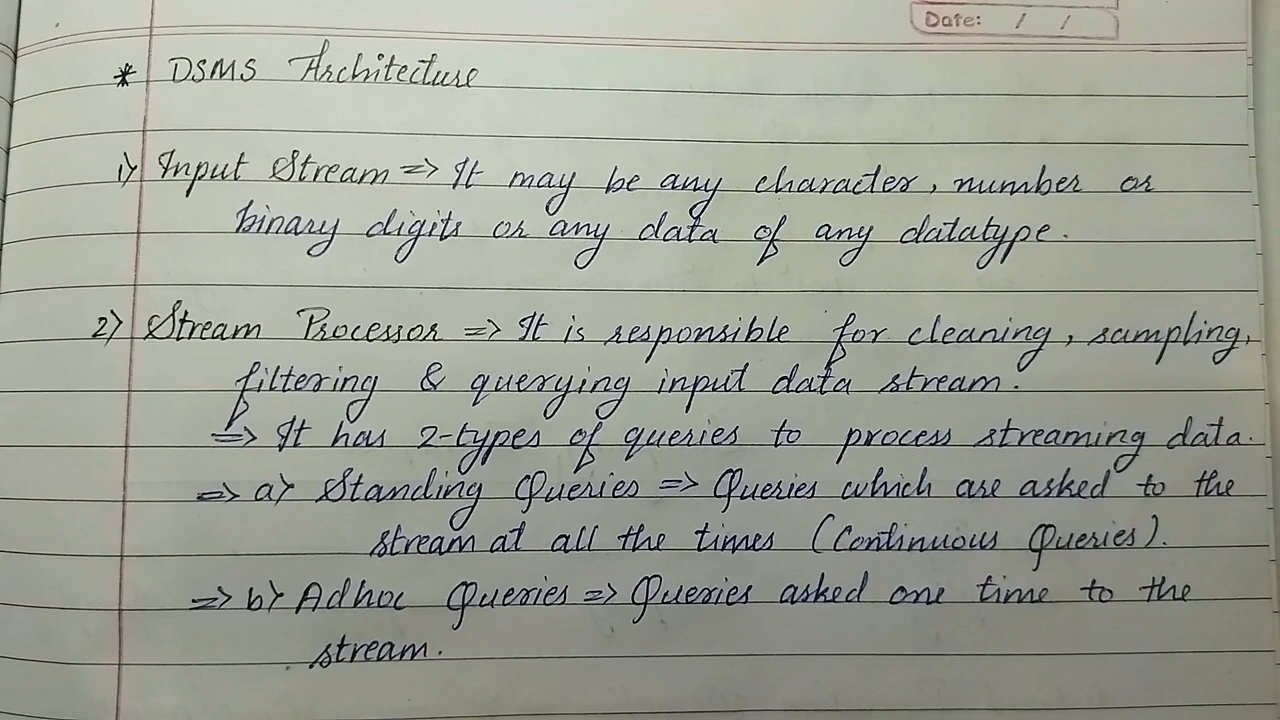 Date: / /
* DSMS Architecture
1) Input Stream => It may be any character, number or
binary digits or any data of any datatype.
2) Stream Processor => It is responsible for cleaning, sampling,
filtering & querying input data stream.
=> It has 2-types of queries to process streaming data.
=> a) Standing Queries => Queries which are asked to the
stream at all the times (Continuous Queries).
=> b) Adhoc Queries => Queries asked one time to the
stream.